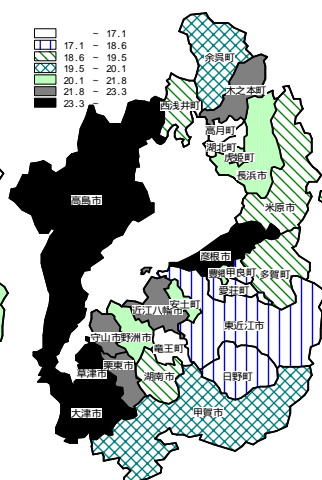 ~ 17.1
17.1 ~ 18.6
18.6 ~ 19.5
19.5 ~ 20.1
20.1 ~ 21.8
21.8 ~ 23.3
23.3 ~
余呉町
木之本町
西浅井町
高月町
湖北町
虎姫町
長浜市
高島市
米原市
彦根市
甲良町
多賀町
愛荘町
安土町
近江八幡市
東近江市
守山市
野洲市
竜王町
栗東市
草津市
湖南市
日野町
大津市
甲賀市